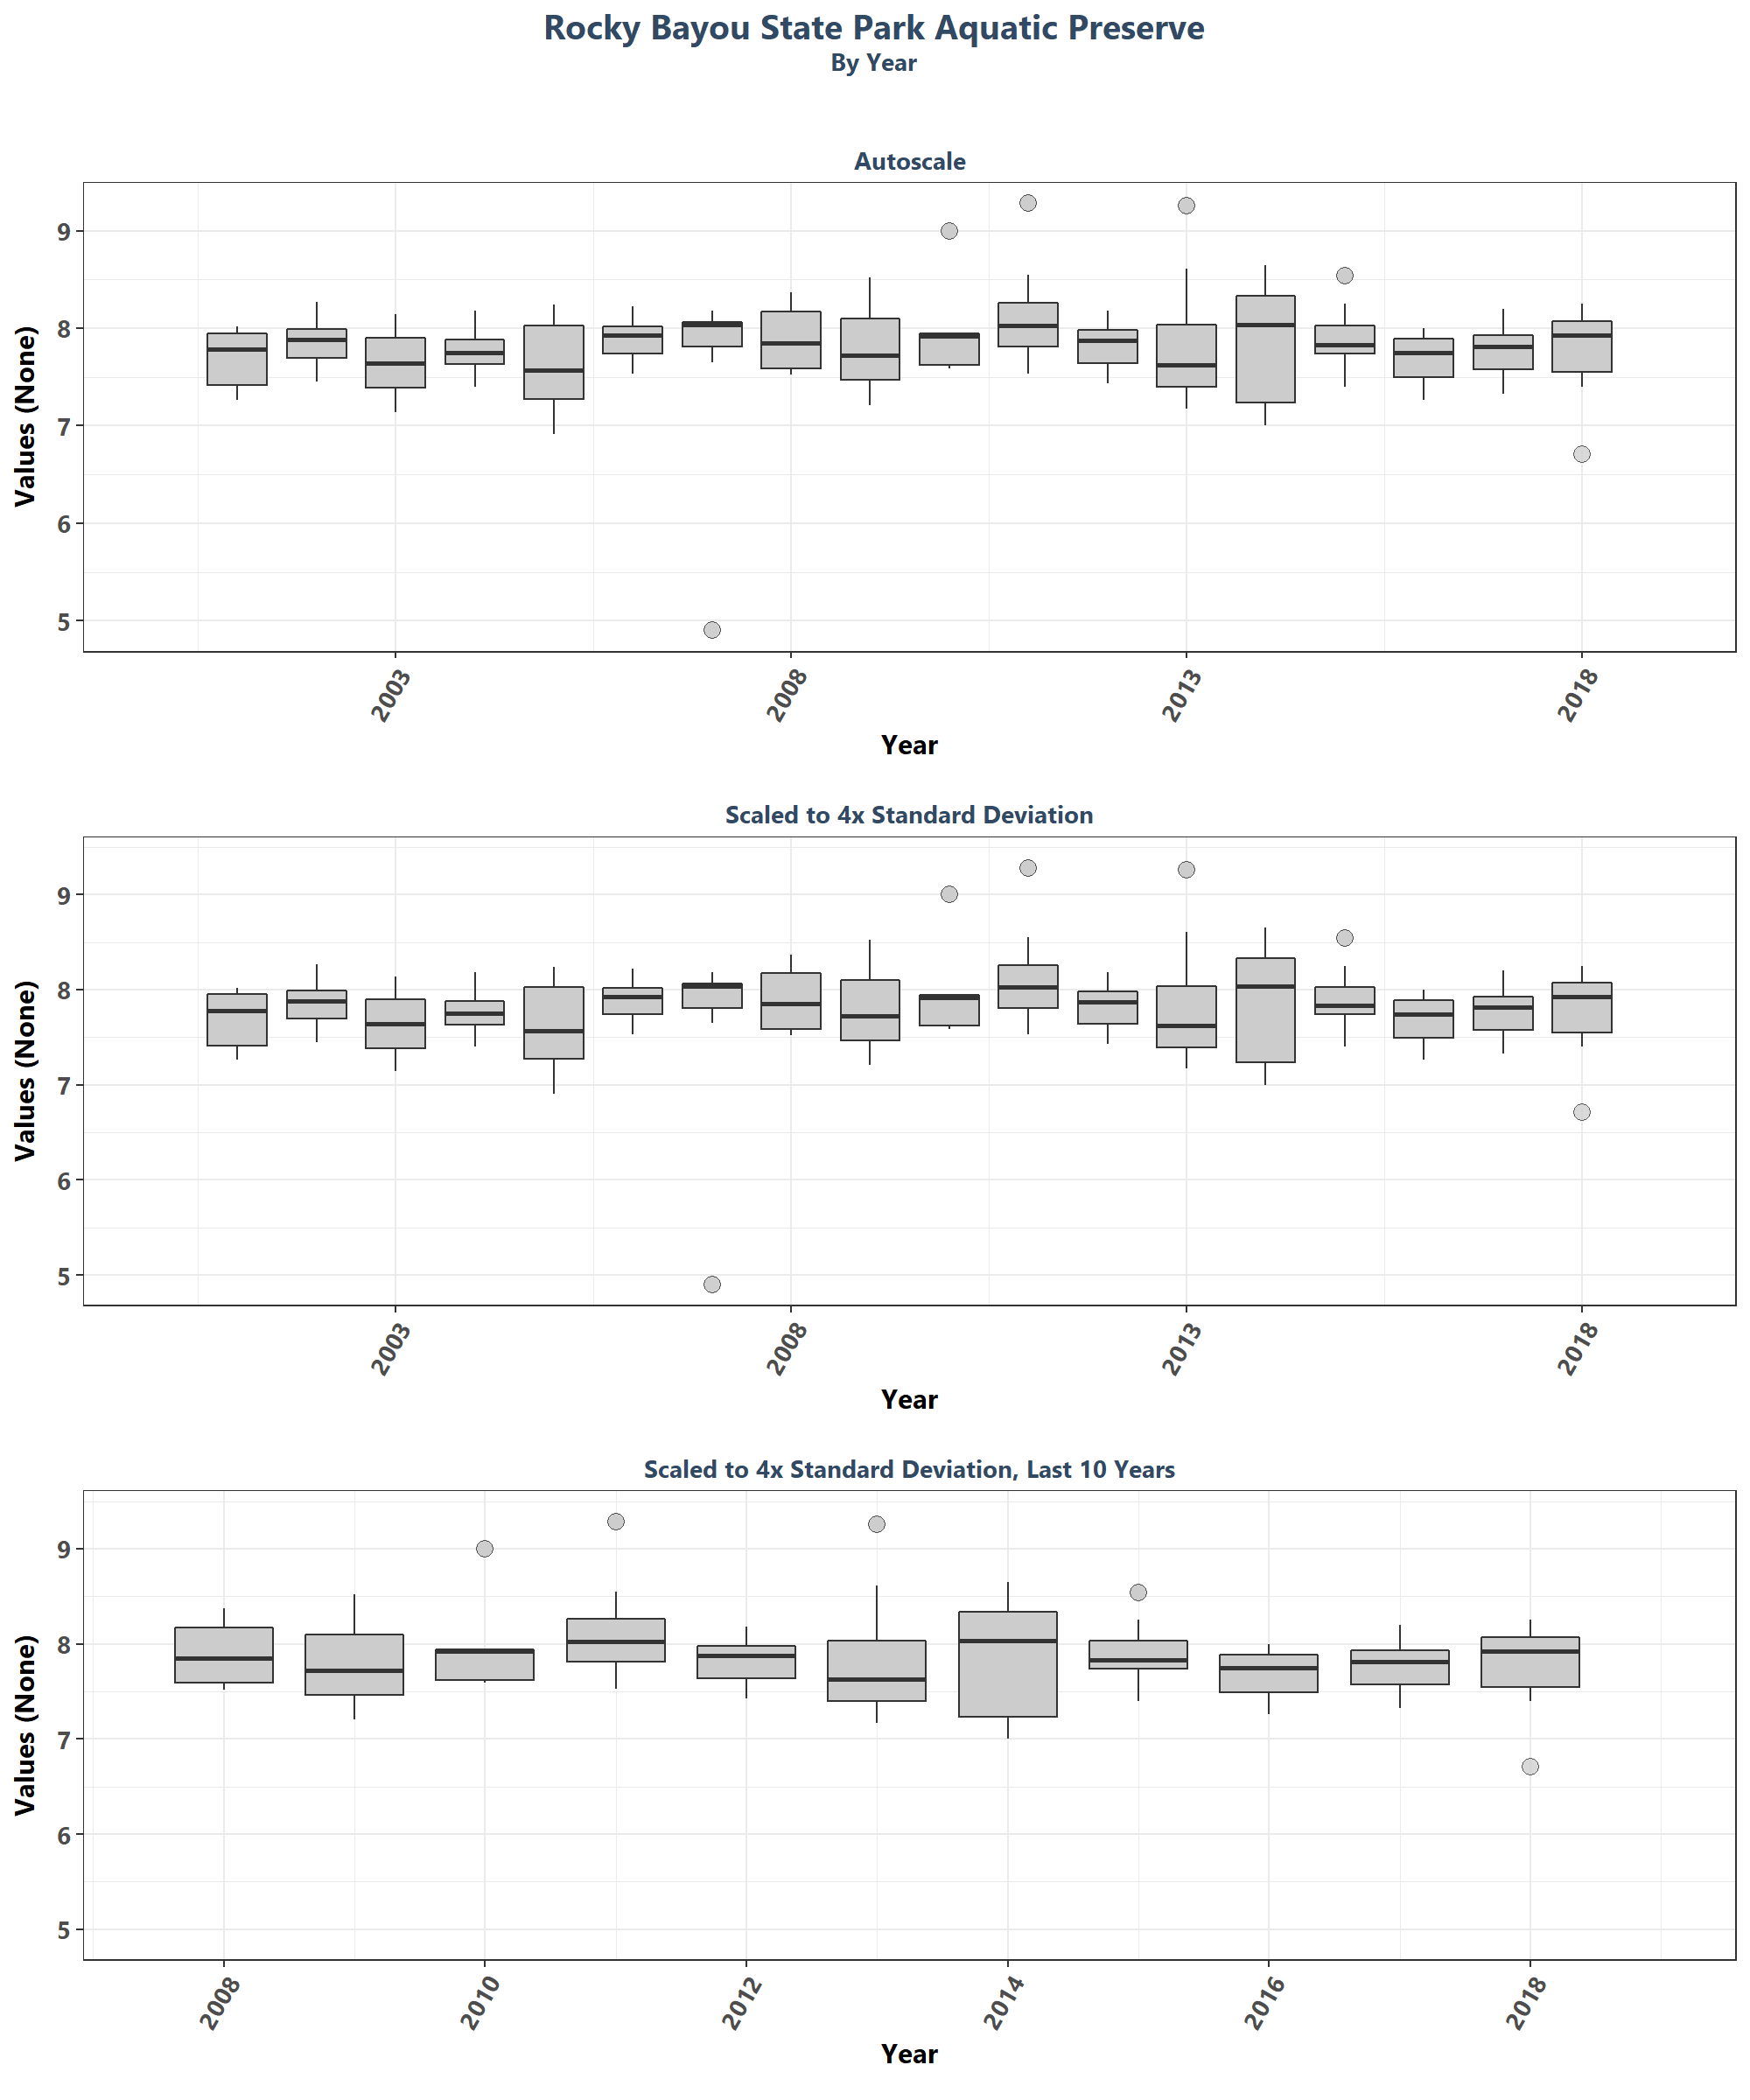 Rocky Bayou State Park Aquatic Preserve
By Year
Autoscale
Values (None)
9
8
7
6
5
2003 2008 2013 2018
Year
Scaled to 4x Standard Deviation
Values (None)
9
8
7
6
5
2003 2008 2013 2018
Year
Scaled to 4x Standard Deviation, Last 10 Years
Values (None)
9
8
7
6
5
2008 2010 2012 2014 2016 2018
Year